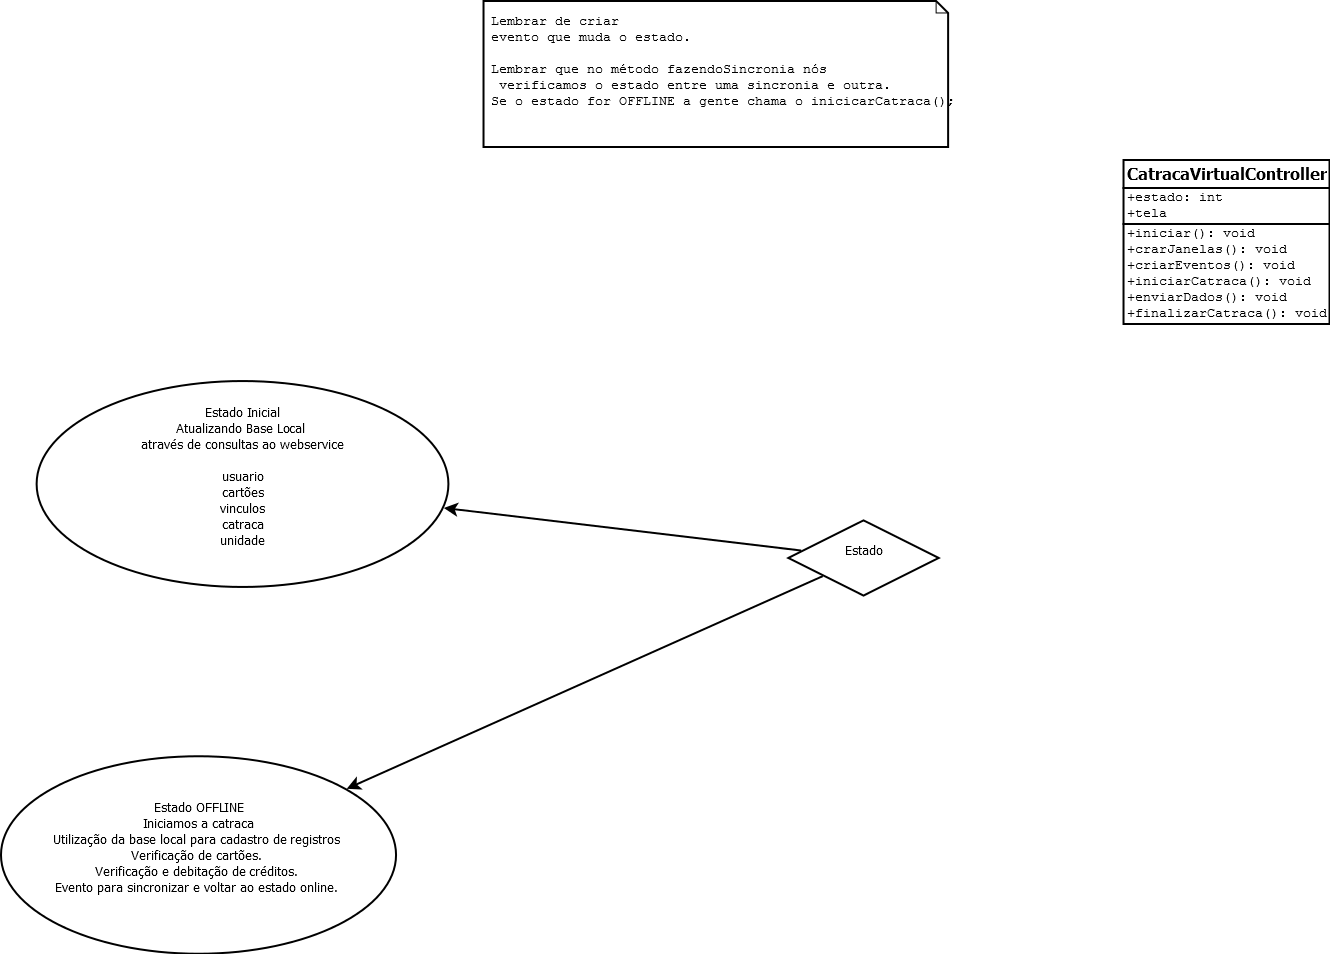 Lembrar de criar
evento que muda o estado.
Lembrar que no método fazendoSincronia nós
verificamos o estado entre uma sincronia e outra.
Se o estado for OFFLINE a gente chama o inicicarCatraca();
CatracaVirtualController
+estado: int
+tela
+iniciar(): void
+crarJanelas(): void
+criarEventos(): void
+iniciarCatraca(): void
+enviarDados(): void
+finalizarCatraca(): void
Estado Inicial
Atualizando Base Local
através de consultas ao webservice
usuario
cartões
vinculos
catraca
unidade
Estado
Estado OFFLINE
Iniciamos a catraca
Utilização da base local para cadastro de registros
Verificação de cartões.
Verificação e debitação de créditos.
Evento para sincronizar e voltar ao estado online.